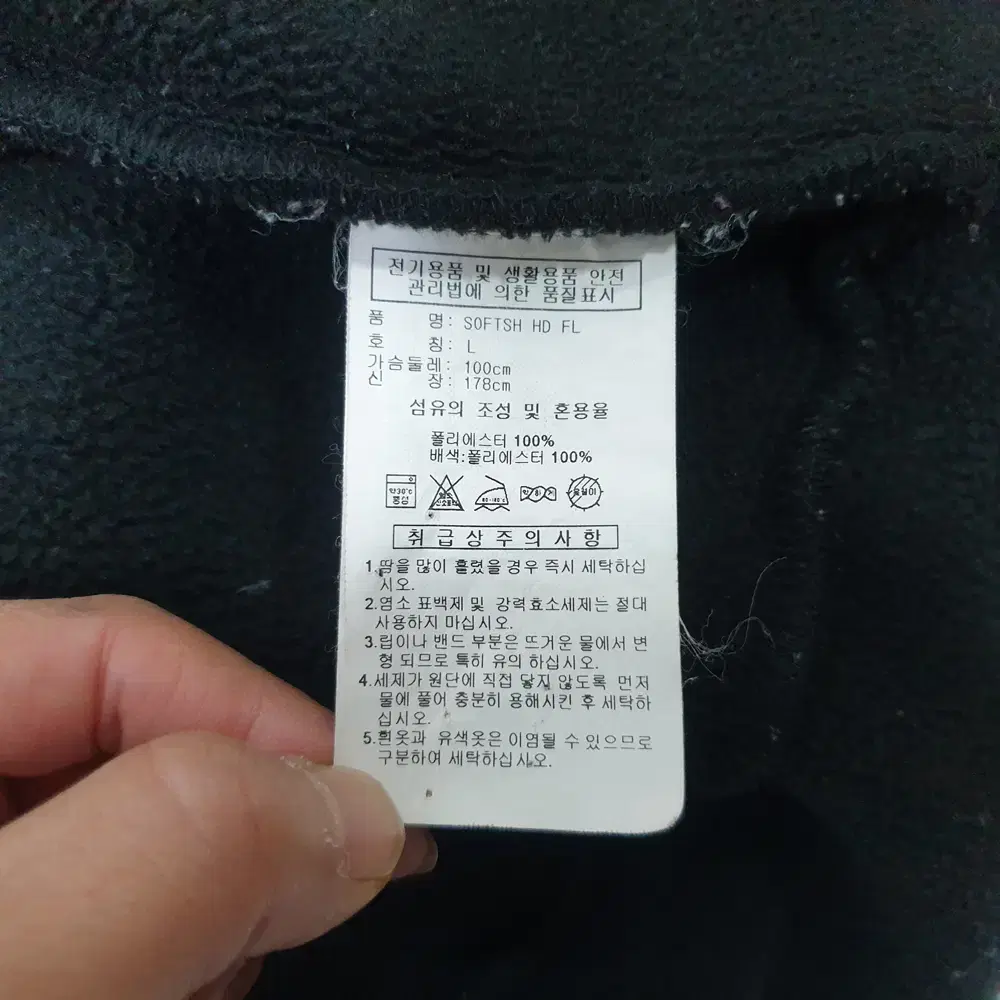 전기용품 및 생활용품 안전
관리법에 의한 품질표시
품 명: SOFTSH HD FL
호 칭: L
가슴둘레: 100cm
신 장: 178cm
섬유의 조성 및 혼용율
폴리에스터 100%
배색:폴리에스터 100%
약30℃
중성
약하게
취급상주의사항
1.땀을 많이 흘렸을 경우 즉시 세탁하십
시오.
2.염소 표백제 및 강력효소세제는 절대
사용하지 마십시오.
3.립이나 밴드 부분은 뜨거운 물에서 변
형 되므로 특히 유의 하십시오.
4.세제가 원단에 직접 닿지 않도록 먼저
물에 풀어 충분히 용해시킨 후 세탁하
십시오.
5.흰옷과 유색옷은 이염될 수 있으므로
구분하여 세탁하십시오.